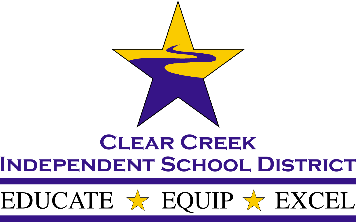 CLEAR CREEK
INDEPENDENT SCHOOL DISTRICT
EDUCATE EQUIP EXCEL